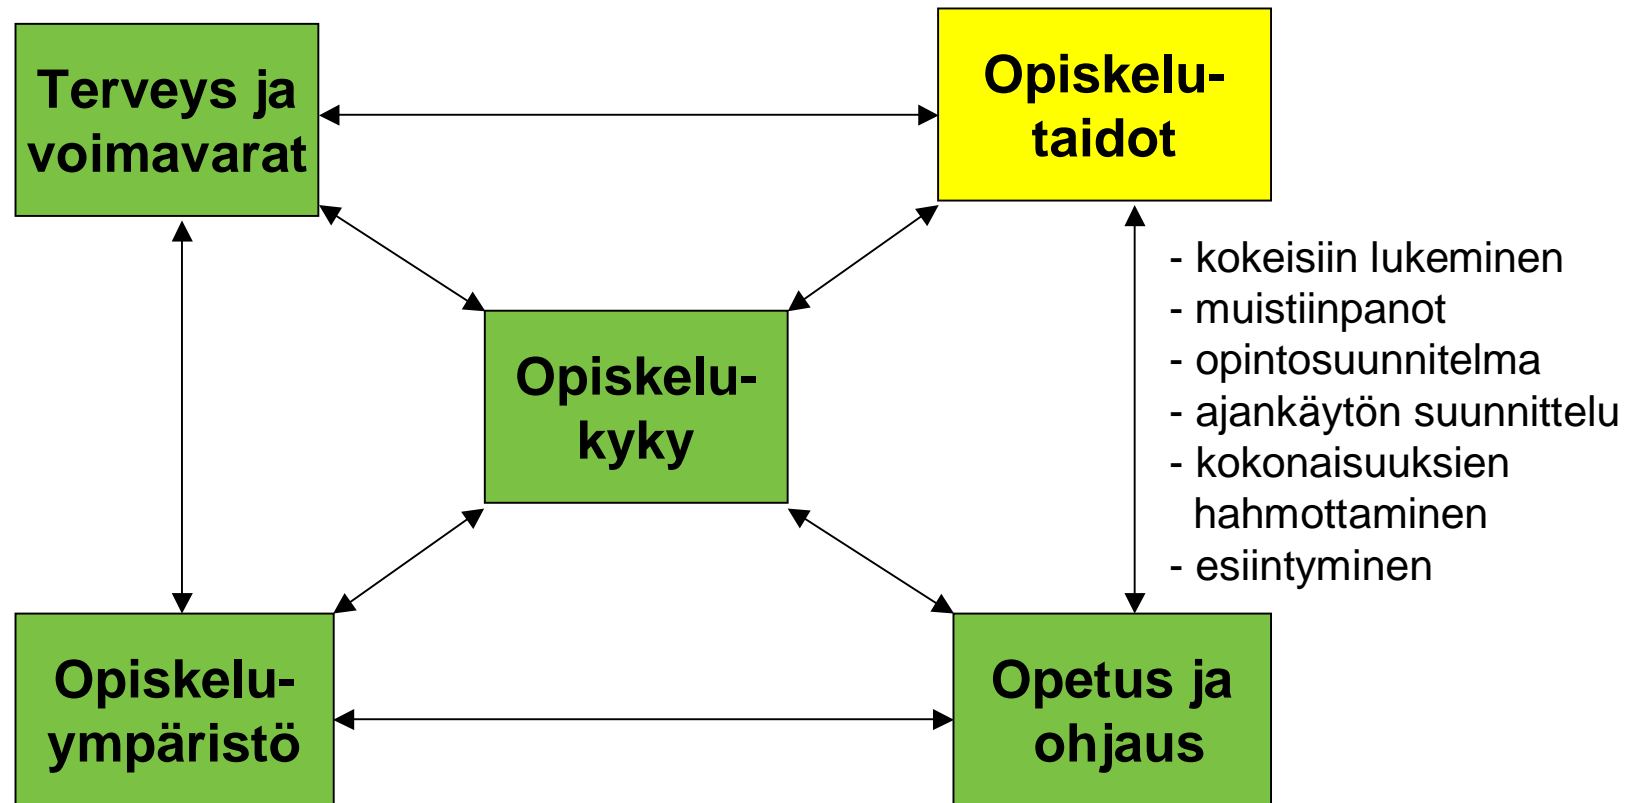 Terveys ja
voimavarat
Opiskelu-
taidot
- kokeisiin lukeminen
- muistiinpanot
- opintosuunnitelma
- ajankäytön suunnittelu
- kokonaisuuksien
hahmottaminen
- esiintyminen
Opiskelu-
kyky
Opiskelu-
ympäristö
Opetus ja
ohjaus